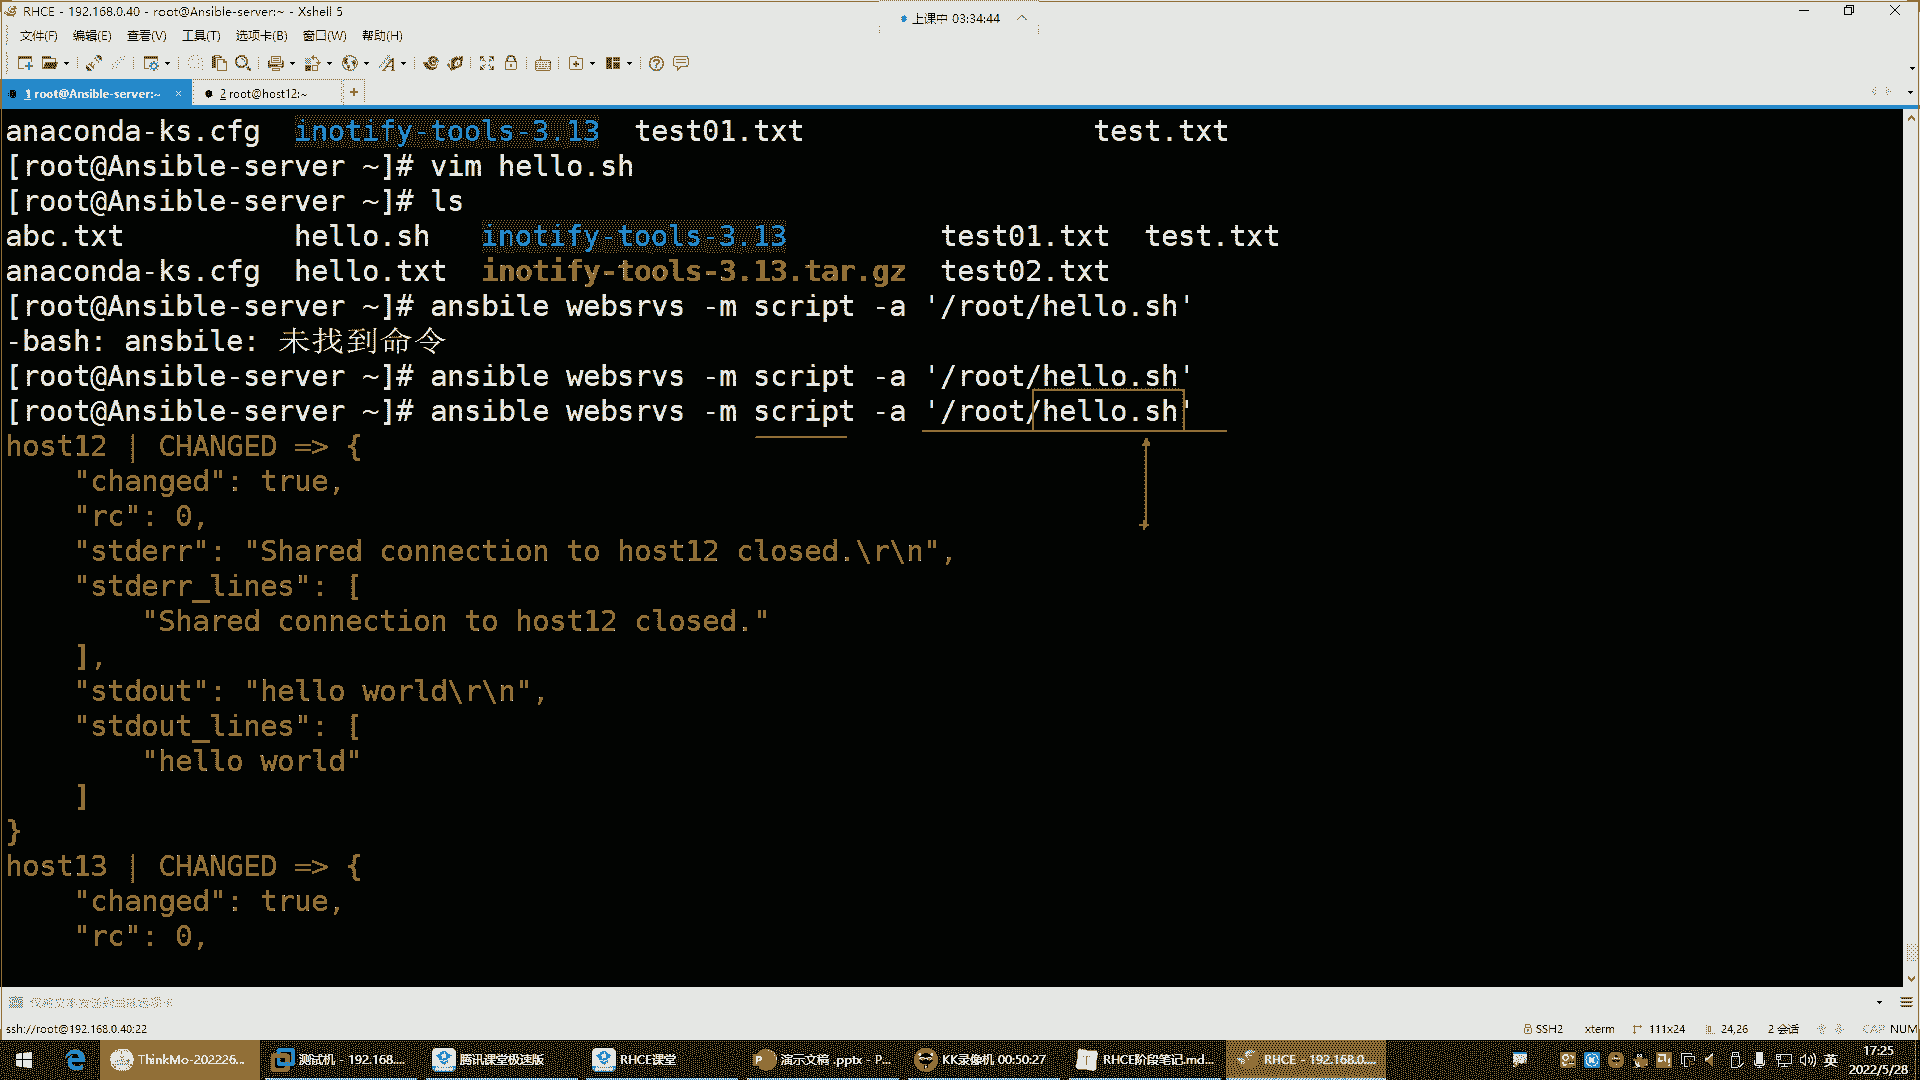 RHCE - 192.168.0.40 - root@Ansible-server:~ - Xshell 5
上课中 03:34:44
文件(F) 编辑(E) 查看(V) 工具(T) 选项卡(B) 窗口(W) 帮助(H)
1 root@Ansible-server:~ × 2 root@host12:~ +
anaconda-ks.cfg inotify-tools-3.13 test01.txt test.txt
[root@Ansible-server ~]# vim hello.sh
[root@Ansible-server ~]# ls
abc.txt hello.sh inotify-tools-3.13 test01.txt test.txt
anaconda-ks.cfg hello.txt inotify-tools-3.13.tar.gz test02.txt
[root@Ansible-server ~]# ansbile websrvs -m script -a '/root/hello.sh'
-bash: ansbile: 未找到命令
[root@Ansible-server ~]# ansible websrvs -m script -a '/root/hello.sh'
[root@Ansible-server ~]# ansible websrvs -m script -a '/root/hello.sh'
host12 | CHANGED => {
"changed": true,
"rc": 0,
"stderr": "Shared connection to host12 closed.\r\n",
"stderr_lines": [
"Shared connection to host12 closed."
],
"stdout": "hello world\r\n",
"stdout_lines": [
"hello world"
]
}
host13 | CHANGED => {
"changed": true,
"rc": 0,
ssh://root@192.168.0.40:22 SSH2 xterm 111x24 24,26 2 会话 CAP NUM
ThinkMo-202226... 测试机 - 192.168.... 腾讯课堂极速版 RHCE课堂 演示文稿 .pptx - P... KK录像机 00:50:27 RHCE阶段笔记.md... RHCE - 192.168.0.... 英 17:25
2022/5/28